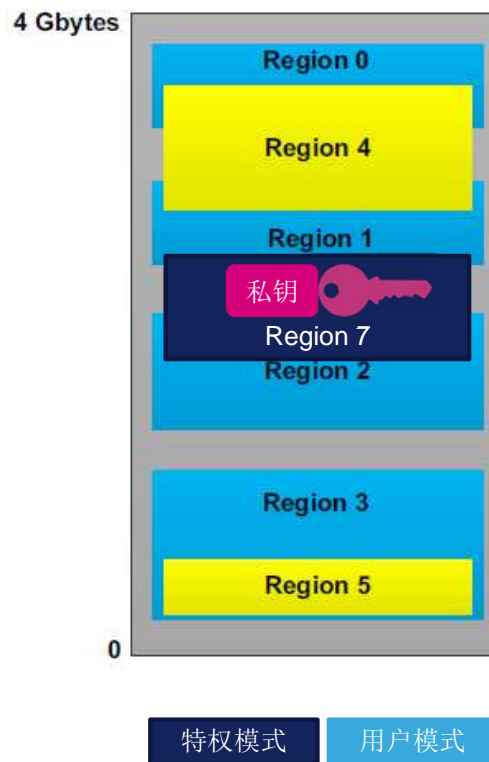 4 Gbytes
Region 0
Region 4
Region 1
私钥
Region 7
Region 2
Region 3
Region 5
0
特权模式 用户模式